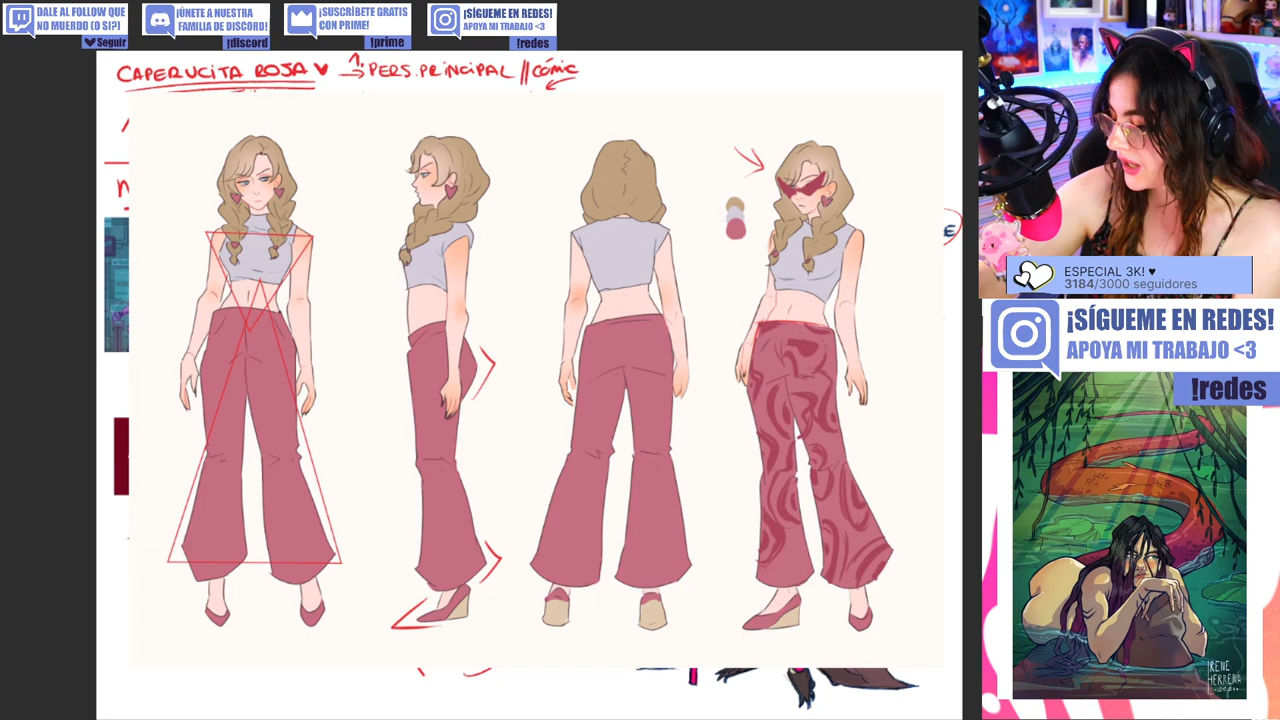 DALE AL FOLLOW QUE
NO MUERDO (O SI?)
Seguir
¡ÚNETE A NUESTRA
FAMILIA DE DISCORD!
!discord
¡SUSCRÍBETE GRATIS
CON PRIME!
!prime
¡SÍGUEME EN REDES!
APOYA MI TRABAJO <3
!redes
CAPERUCITA ROJA ♥ → PERS. PRINCIPAL // cómic
E
ESPECIAL 3K! ♥
3184/3000 seguidores
¡SÍGUEME EN REDES!
APOYA MI TRABAJO <3
!redes
IRENE
HERRERA
·2021·